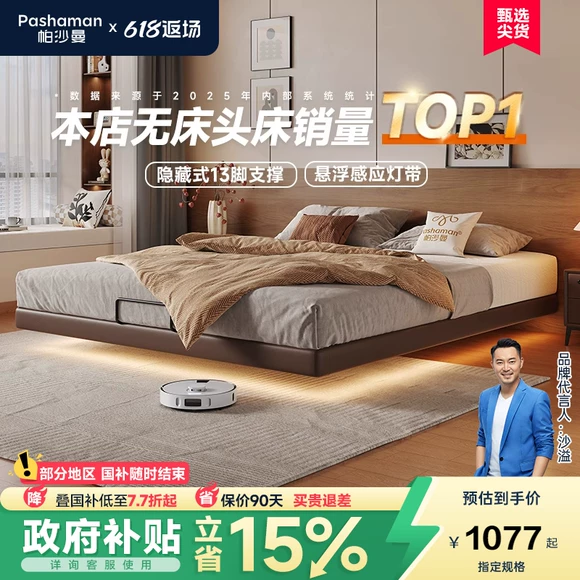 Pashaman
帕沙曼
x 618返场
甄选
尖货
*数据来源于2025年内部系统统计
本店无床头床销量TOP1
隐藏式13脚支撑
悬浮感应灯带
Pashaman®
帕沙曼
品牌代言人：沙溢
部分地区 国补随时结束
降 叠国补低至7.7折起
省 保价90天 买贵退差
政府补贴
详询客服使用
立省15%
预估到手价
¥1077起
指定规格